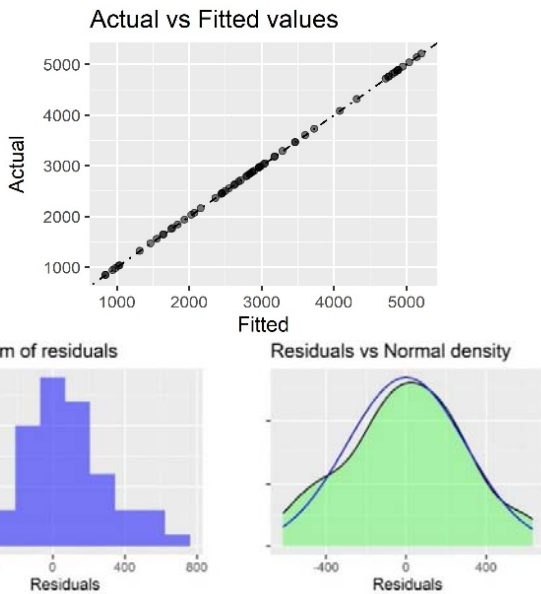 Actual vs Fitted values
5000
4000
3000
2000
1000
Actual
1000 2000 3000 4000 5000
Fitted
m of residuals
0 400 800
Residuals
Residuals vs Normal density
-400 0 400
Residuals